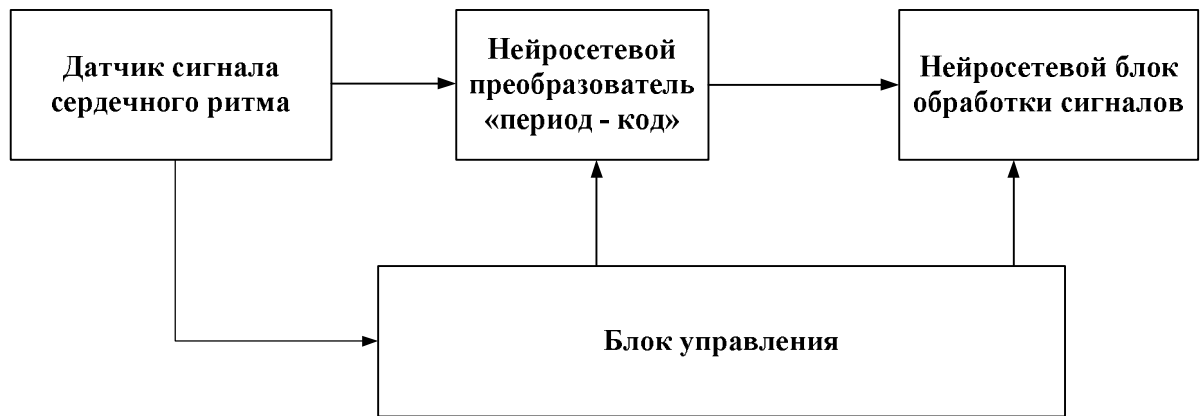 Датчик сигнала
сердечного ритма
Нейросетевой
преобразователь
«период - код»
Нейросетевой блок
обработки сигналов
Блок управления